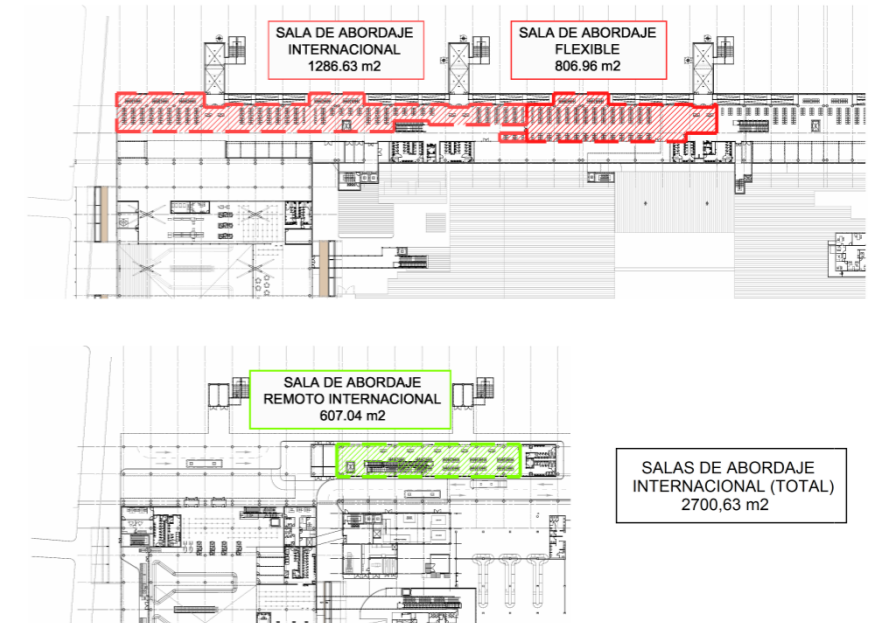 SALA DE ABORDAJE
INTERNACIONAL
1286.63 m2
SALA DE ABORDAJE
FLEXIBLE
806.96 m2
SALA DE ABORDAJE
REMOTO INTERNACIONAL
607.04 m2
SALAS DE ABORDAJE
INTERNACIONAL (TOTAL)
2700,63 m2